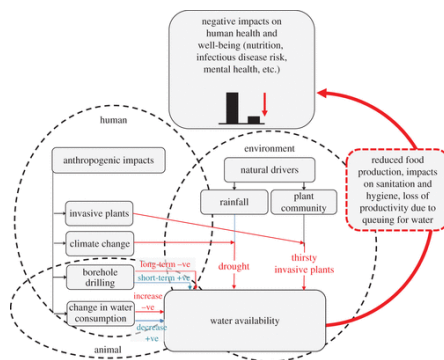 negative impacts on
human health and
well-being (nutrition,
infectious disease risk,
mental health, etc.)
human
environment
anthropogenic impacts
natural drivers
rainfall
plant
community
reduced food
production, impacts
on sanitation and
hygiene, loss of
productivity due to
queuing for water
invasive plants
climate change
drought
thirsty
invasive plants
borehole
drilling
long-term –ve
short-term +ve
increase
–ve
change in water
consumption
decrease
+ve
water availability
animal